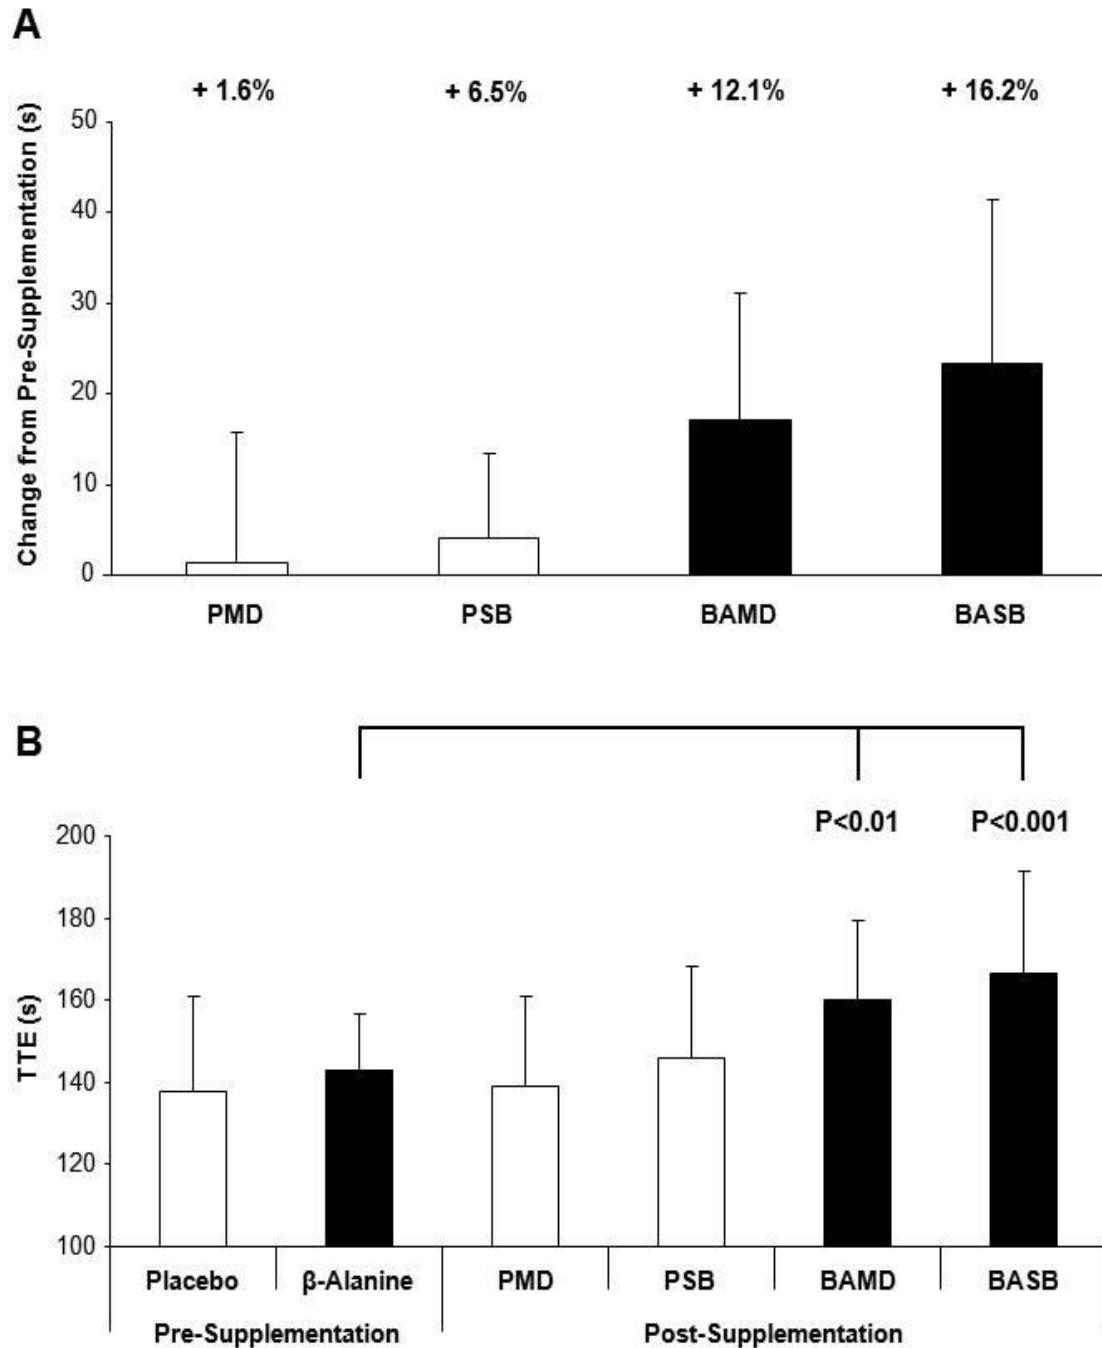 A
+ 1.6% + 6.5% + 12.1% + 16.2%
Change from Pre-Supplementation (s)
50
40
30
20
10
0
PMD PSB BAMD BASB
B
P<0.01 P<0.001
TTE (s)
200
180
160
140
120
100
Placebo β-Alanine PMD PSB BAMD BASB
Pre-Supplementation Post-Supplementation